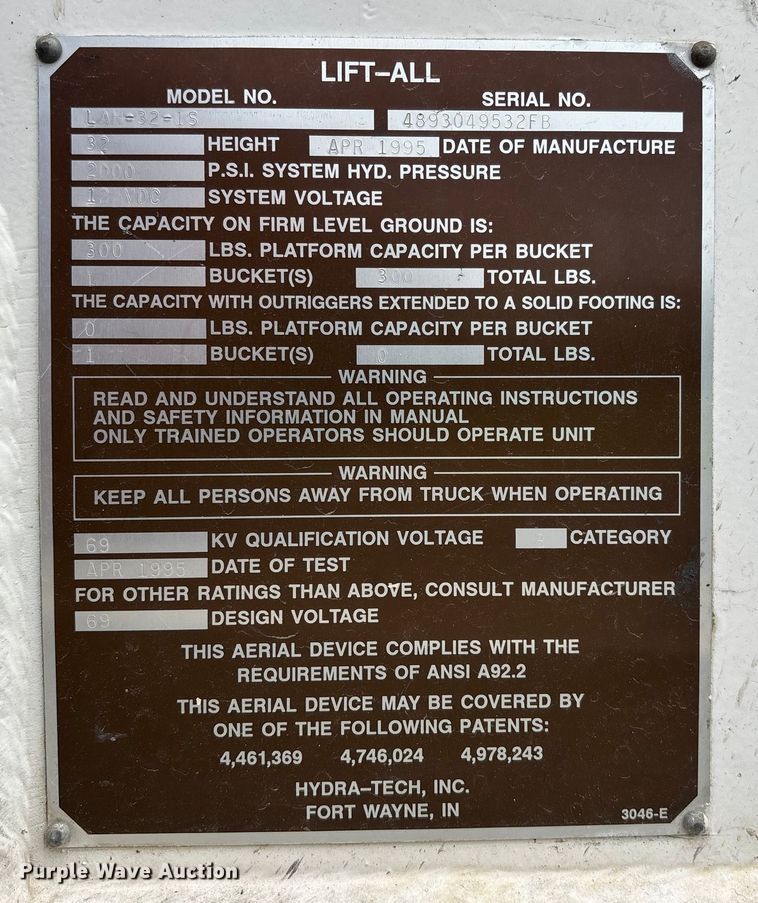 LIFT-ALL
MODEL NO. SERIAL NO.
LAM-32-1S 4893049532FB
32 HEIGHT APR 1995 DATE OF MANUFACTURE
2000 P.S.I. SYSTEM HYD. PRESSURE
12 VDC SYSTEM VOLTAGE
THE CAPACITY ON FIRM LEVEL GROUND IS:
300 LBS. PLATFORM CAPACITY PER BUCKET
1 BUCKET(S) 300 TOTAL LBS.
THE CAPACITY WITH OUTRIGGERS EXTENDED TO A SOLID FOOTING IS:
0 LBS. PLATFORM CAPACITY PER BUCKET
1 BUCKET(S) 0 TOTAL LBS.
WARNING
READ AND UNDERSTAND ALL OPERATING INSTRUCTIONS
AND SAFETY INFORMATION IN MANUAL
ONLY TRAINED OPERATORS SHOULD OPERATE UNIT
WARNING
KEEP ALL PERSONS AWAY FROM TRUCK WHEN OPERATING
69 KV QUALIFICATION VOLTAGE CATEGORY
APR 1995 DATE OF TEST
FOR OTHER RATINGS THAN ABOVE, CONSULT MANUFACTURER
69 DESIGN VOLTAGE
THIS AERIAL DEVICE COMPLIES WITH THE
REQUIREMENTS OF ANSI A92.2
THIS AERIAL DEVICE MAY BE COVERED BY
ONE OF THE FOLLOWING PATENTS:
4,461,369 4,746,024 4,978,243
HYDRA-TECH, INC.
FORT WAYNE, IN
3046-E
Purple Wave Auction